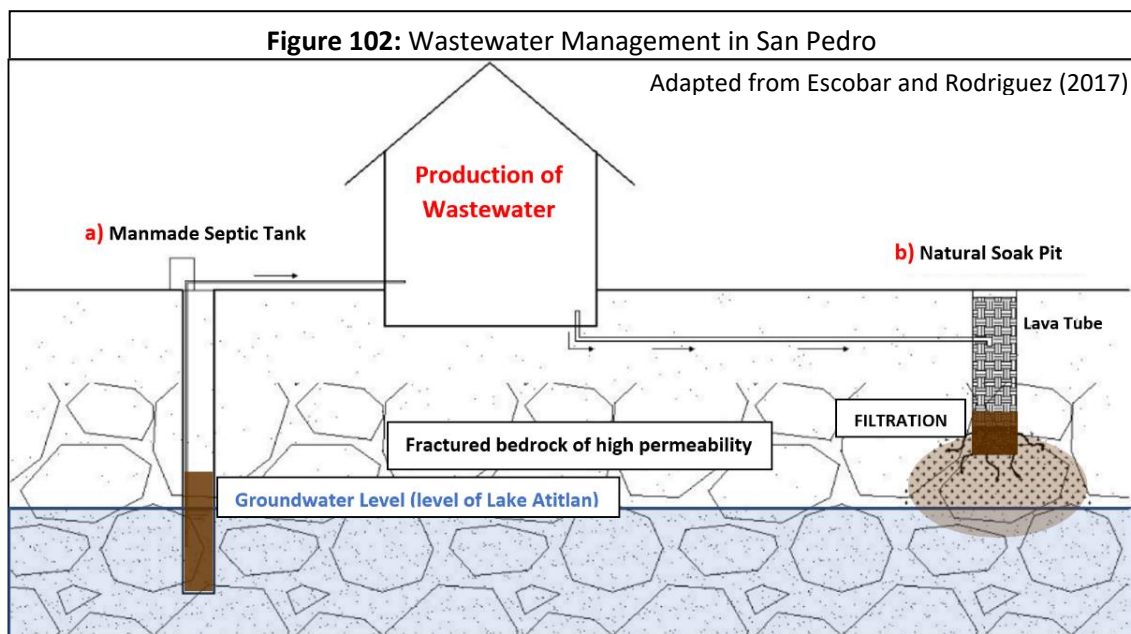 Figure 102: Wastewater Management in San Pedro
Adapted from Escobar and Rodriguez (2017)
Production of
Wastewater
a) Manmade Septic Tank
b) Natural Soak Pit
Lava Tube
FILTRATION
Fractured bedrock of high permeability
Groundwater Level (level of Lake Atitlan)